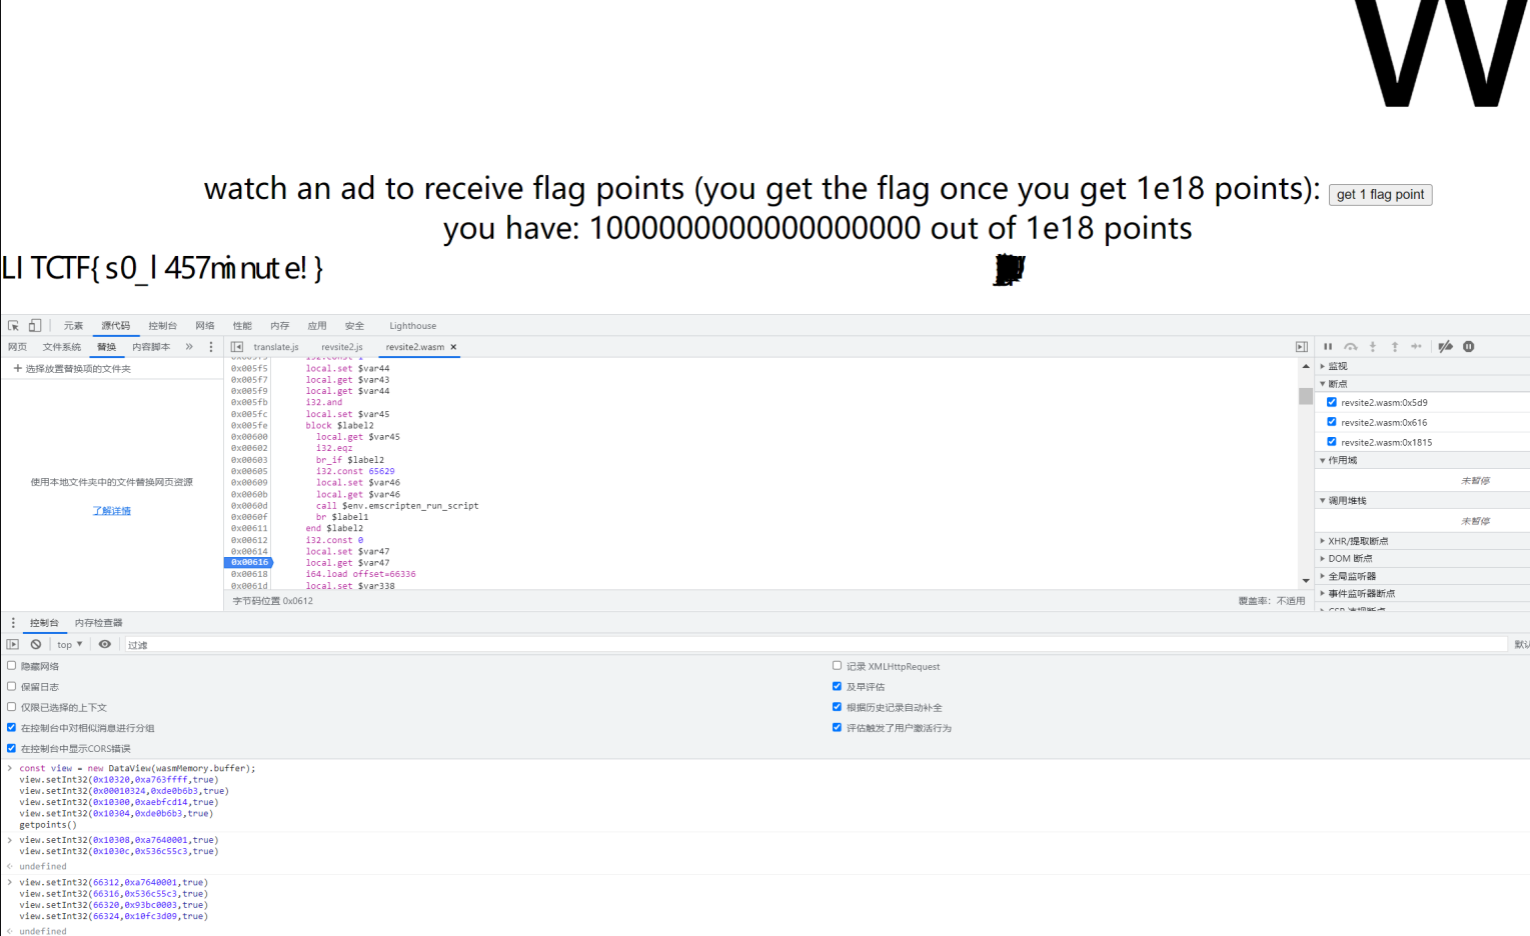 W
watch an ad to receive flag points (you get the flag once you get 1e18 points): get 1 flag point
you have: 1000000000000000000 out of 1e18 points
LITCTF{s0_l457minute!}
元素 源代码 控制台 网络 性能 内存 应用 安全 Lighthouse
网页 文件系统 替换 内容脚本 »
translate.js revsite2.js revsite2.wasm ×
+ 选择放置替换项的文件夹
使用本地文件夹中的文件替换网页资源
了解详情
0x005f5 local.set $var44
0x005f7 local.get $var43
0x005f9 local.get $var44
0x005fb i32.and
0x005fc local.set $var45
0x005fe block $label2
0x00600 local.get $var45
0x00602 i32.eqz
0x00603 br_if $label2
0x00605 i32.const 65629
0x00609 local.set $var46
0x0060b local.get $var46
0x0060d call $env.emscripten_run_script
0x0060f br $label1
0x00611 end $label2
0x00612 i32.const 0
0x00614 local.set $var47
0x00616 local.get $var47
0x00618 i64.load offset=66336
0x0061d local.set $var338
字节码位置 0x0612
覆盖率：不适用
监视
断点
revsite2.wasm:0x5d9
revsite2.wasm:0x616
revsite2.wasm:0x1815
作用域
未暂停
调用堆栈
未暂停
XHR/提取断点
DOM 断点
全局监听器
事件监听器断点
控制台 内存检查器
top ▼ 过滤
隐藏网络
保留日志
仅限已选择的上下文
在控制台中对相似消息进行分组
在控制台中显示CORS错误
记录 XMLHttpRequest
及早评估
根据历史记录自动补全
评估触发了用户激活行为
> const view = new DataView(wasmMemory.buffer);
view.setInt32(0x10320,0xa763ffff,true)
view.setInt32(0x00010324,0xde0b6b3,true)
view.setInt32(0x10300,0xaebfcd14,true)
view.setInt32(0x10304,0xde0b6b3,true)
getpoints()
> view.setInt32(0x10308,0xa7640001,true)
view.setInt32(0x1030c,0x536c55c3,true)
undefined
> view.setInt32(66312,0xa7640001,true)
view.setInt32(66316,0x536c55c3,true)
view.setInt32(66320,0x93bc0003,true)
view.setInt32(66324,0x10fc3d09,true)
undefined